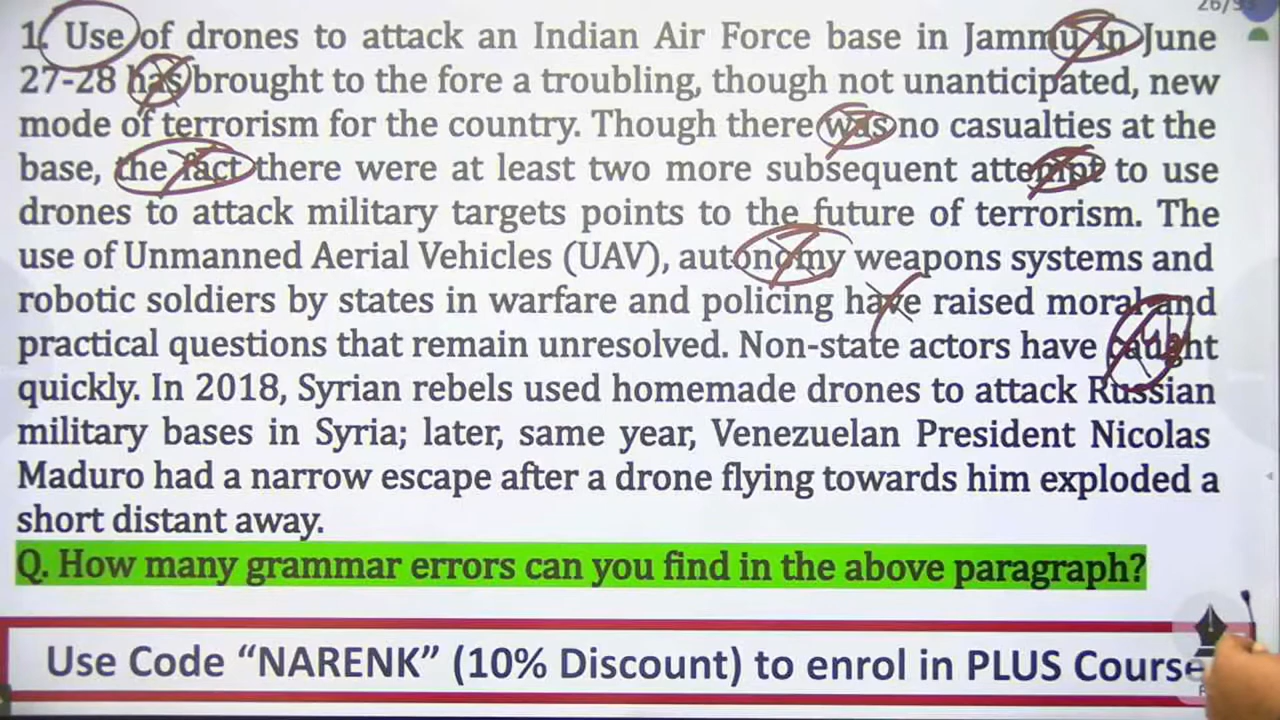 26/93
1. Use of drones to attack an Indian Air Force base in Jammu in June
27-28 has brought to the fore a troubling, though not unanticipated, new
mode of terrorism for the country. Though there was no casualties at the
base, the fact there were at least two more subsequent attempt to use
drones to attack military targets points to the future of terrorism. The
use of Unmanned Aerial Vehicles (UAV), autonomy weapons systems and
robotic soldiers by states in warfare and policing have raised moral and
practical questions that remain unresolved. Non-state actors have caught
quickly. In 2018, Syrian rebels used homemade drones to attack Russian
military bases in Syria; later, same year, Venezuelan President Nicolas
Maduro had a narrow escape after a drone flying towards him exploded a
short distant away.
Q. How many grammar errors can you find in the above paragraph?
Use Code “NARENK” (10% Discount) to enrol in PLUS Course